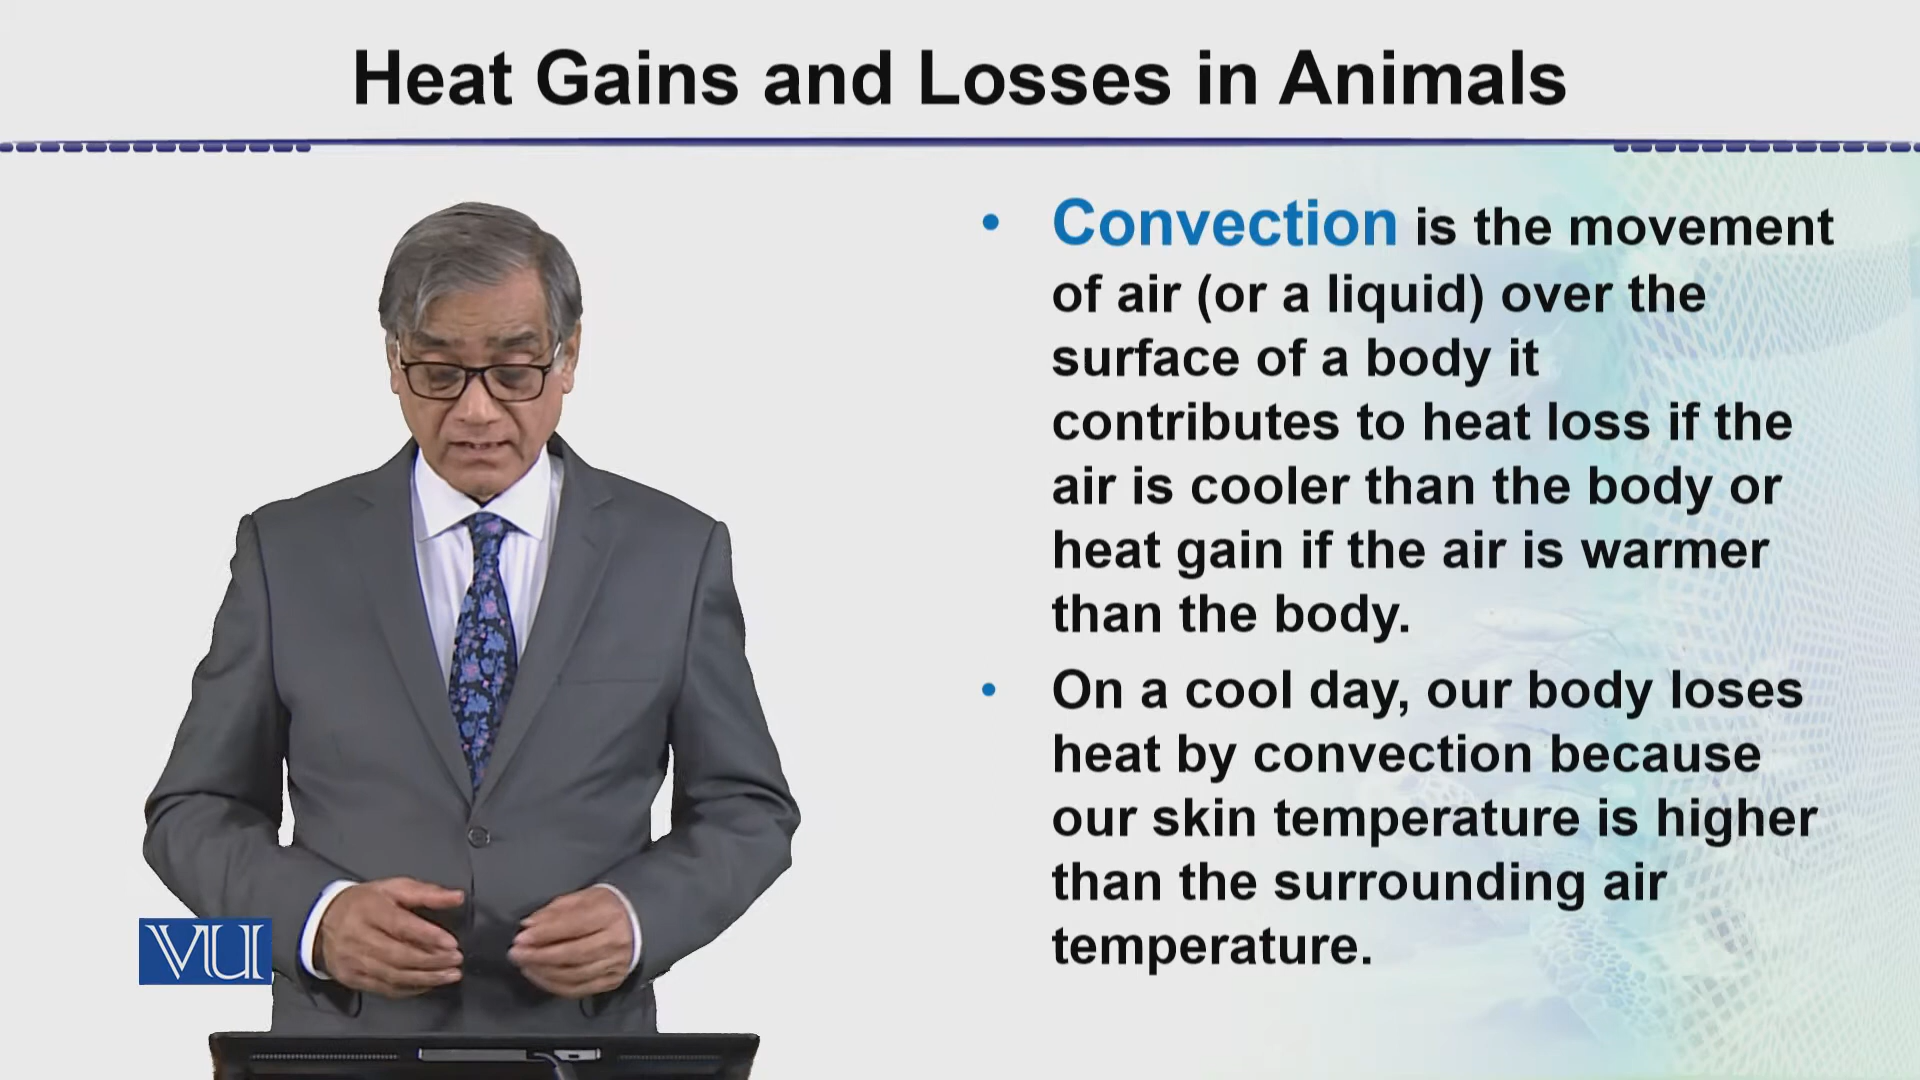 Heat Gains and Losses in Animals
• Convection is the movement
of air (or a liquid) over the
surface of a body it
contributes to heat loss if the
air is cooler than the body or
heat gain if the air is warmer
than the body.
• On a cool day, our body loses
heat by convection because
our skin temperature is higher
than the surrounding air
temperature.
VU